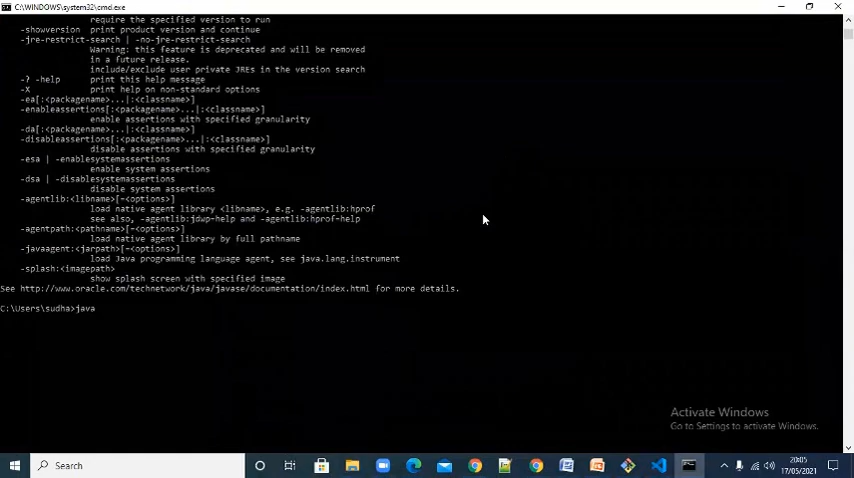 C:\WINDOWS\system32\cmd.exe
require the specified version to run
-showversion print product version and continue
-jre-restrict-search | -no-jre-restrict-search
Warning: this feature is deprecated and will be removed
in a future release.
include/exclude user private JREs in the version search
-? -help print this help message
-X print help on non-standard options
-ea[:<packagename>...|:<classname>]
-enableassertions[:<packagename>...|:<classname>]
enable assertions with specified granularity
-da[:<packagename>...|:<classname>]
-disableassertions[:<packagename>...|:<classname>]
disable assertions with specified granularity
-esa | -enablesystemassertions
enable system assertions
-dsa | -disablesystemassertions
disable system assertions
-agentlib:<libname>[=<options>]
load native agent library <libname>, e.g. -agentlib:hprof
see also, -agentlib:jdwp=help and -agentlib:hprof=help
-agentpath:<pathname>[=<options>]
load native agent library by full pathname
-javaagent:<jarpath>[=<options>]
load Java programming language agent, see java.lang.instrument
-splash:<imagepath>
show splash screen with specified image
See http://www.oracle.com/technetwork/java/javase/documentation/index.html for more details.
C:\Users\sudha>java
Activate Windows
Go to Settings to activate Windows.
Search
20:05
17/05/2021